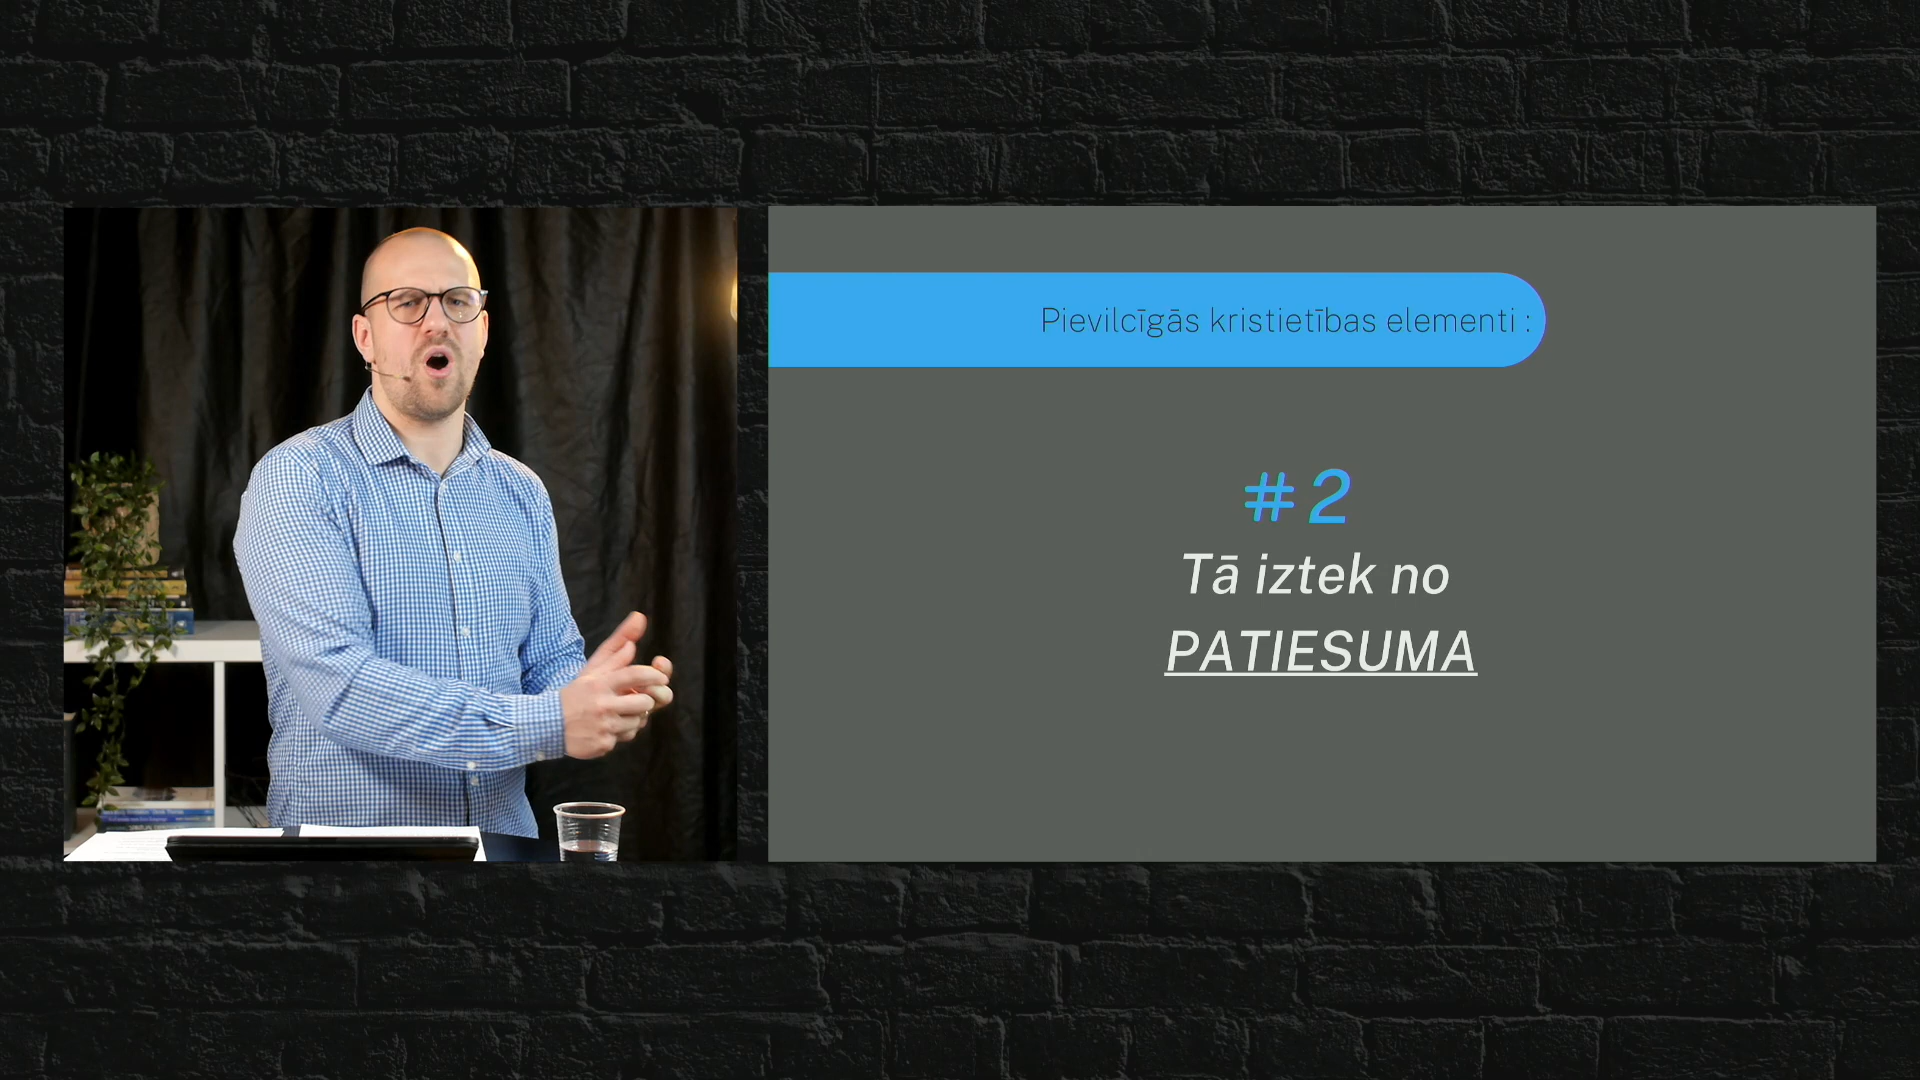 Pievilcīgās kristietības elementi :
#2
Tā iztek no
PATIESUMA